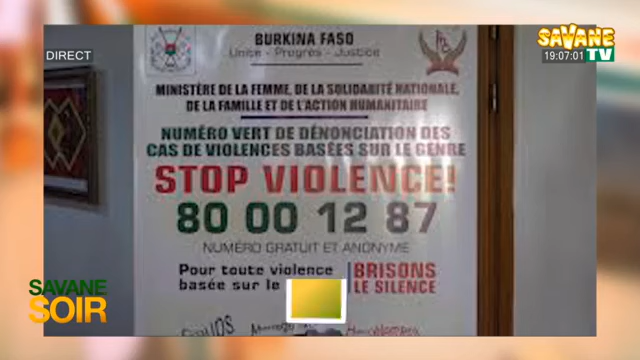 DIRECT
SAVANE TV
19:07:01
BURKINA FASO
Unité - Progrès - Justice
MINISTÈRE DE LA FEMME, DE LA SOLIDARITÉ NATIONALE,
DE LA FAMILLE ET DE L'ACTION HUMANITAIRE
NUMÉRO VERT DE DÉNONCIATION DES
CAS DE VIOLENCES BASÉES SUR LE GENRE
STOP VIOLENCE!
80 00 12 87
NUMÉRO GRATUIT ET ANONYME
Pour toute violence
basée sur le
BRISONS
LE SILENCE
SAVANE
SOIR